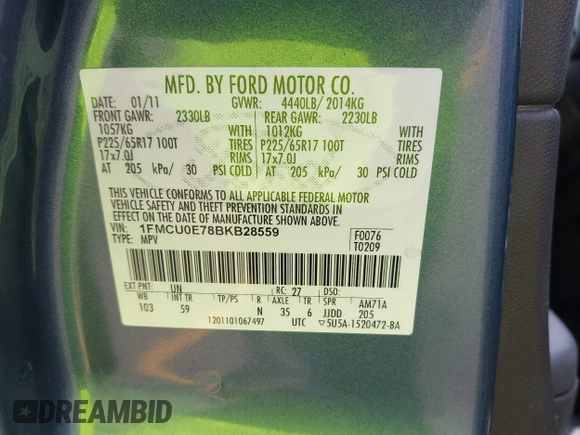 MFD. BY FORD MOTOR CO.
DATE: 01/11 GVWR: 4440LB/ 2014KG
FRONT GAWR: 2330LB REAR GAWR: 2230LB
1057KG WITH 1012KG WITH
P225/65R17 100T TIRES P225/65R17 100T TIRES
17x7.0J RIMS 17x7.0J RIMS
AT 205 kPa/ 30 PSI COLD AT 205 kPa/ 30 PSI COLD
THIS VEHICLE CONFORMS TO ALL APPLICABLE FEDERAL MOTOR
VEHICLE SAFETY AND THEFT PREVENTION STANDARDS IN
EFFECT ON THE DATE OF MANUFACTURE SHOWN ABOVE.
VIN: 1FMCU0E78BKB28559 F0076
TYPE: MPV T0209
EXT PNT: UN RC: 27 DSO:
WB INT TR TP/PS R AXLE TR SPR AM71A
103 59 N 35 6 JJDD 205
1201101067497 UTC ▽5U5A-1520472-BA
DREAMBID